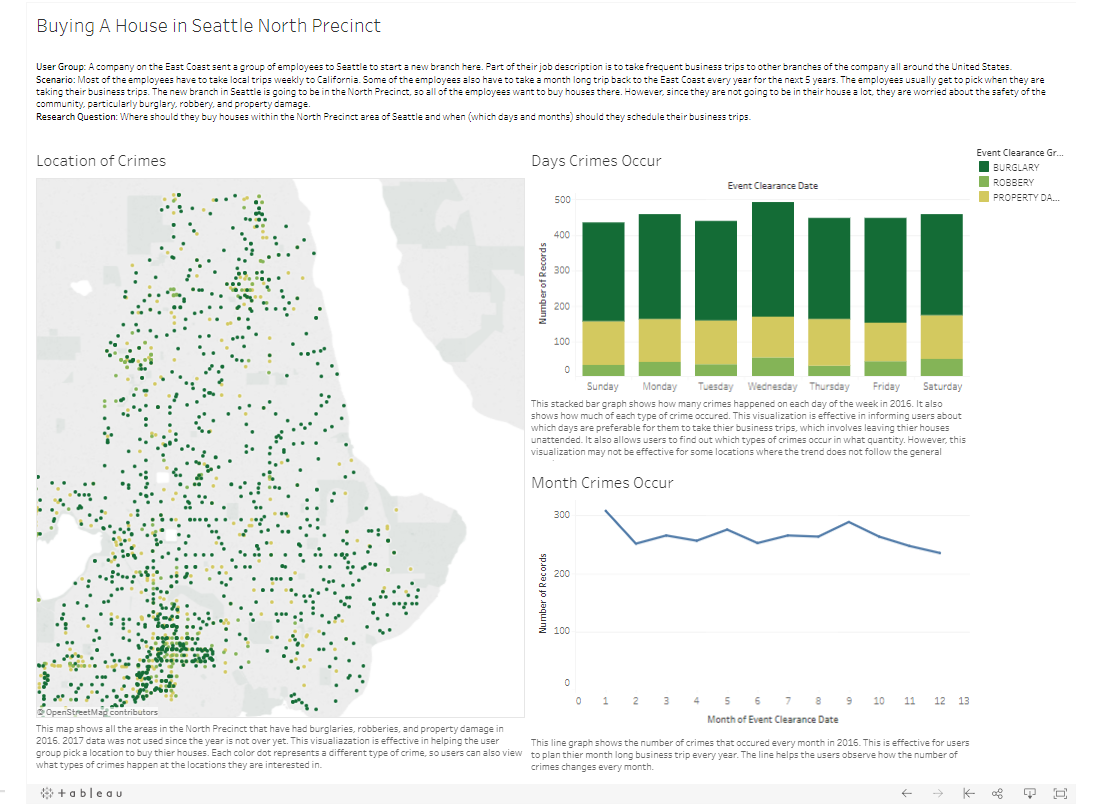 Buying A House in Seattle North Precinct
User Group: A company on the East Coast sent a group of employees to Seattle to start a new branch here. Part of their job description is to take frequent business trips to other branches of the company all around the United States.
Scenario: Most of the employees have to take local trips weekly to California. Some of the employees also have to take a month long trip back to the East Coast every year for the next 5 years. The employees usually get to pick when they are
taking their business trips. The new branch in Seattle is going to be in the North Precinct, so all of the employees want to buy houses there. However, since they are not going to be in their house a lot, they are worried about the safety of the
community, particularly burglary, robbery, and property damage.
Research Question: Where should they buy houses within the North Precinct area of Seattle and when (which days and months) should they schedule their business trips.
Location of Crimes
© OpenStreetMap contributors
This map shows all the areas in the North Precinct that have had burglaries, robberies, and property damage in
2016. 2017 data was not used since the year is not over yet. This visualiazation is effective in helping the user
group pick a location to buy thier houses. Each color dot represents a different type of crime, so users can also view
what types of crimes happen at the locations they are interested in.
Days Crimes Occur
Event Clearance Date
Number of Records
500
400
300
200
100
0
Sunday Monday Tuesday Wednesday Thursday Friday Saturday
Event Clearance Gr...
BURGLARY
ROBBERY
PROPERTY DA...
This stacked bar graph shows how many crimes happened on each day of the week in 2016. It also
shows how much of each type of crime occured. This visualization is effective in informing users about
which days are preferable for them to take thier business trips, which involves leaving thier houses
unattended. It also allows users to find out which types of crimes occur in what quantity. However, this
visualization may not be effective for some locations where the trend does not follow the general
Month Crimes Occur
Number of Records
300
200
100
0
0 1 2 3 4 5 6 7 8 9 10 11 12 13
Month of Event Clearance Date
This line graph shows the number of crimes that occured every month in 2016. This is effective for users
to plan thier month long business trip every year. The line helps the users observe how the number of
crimes changes every month.
+ableau